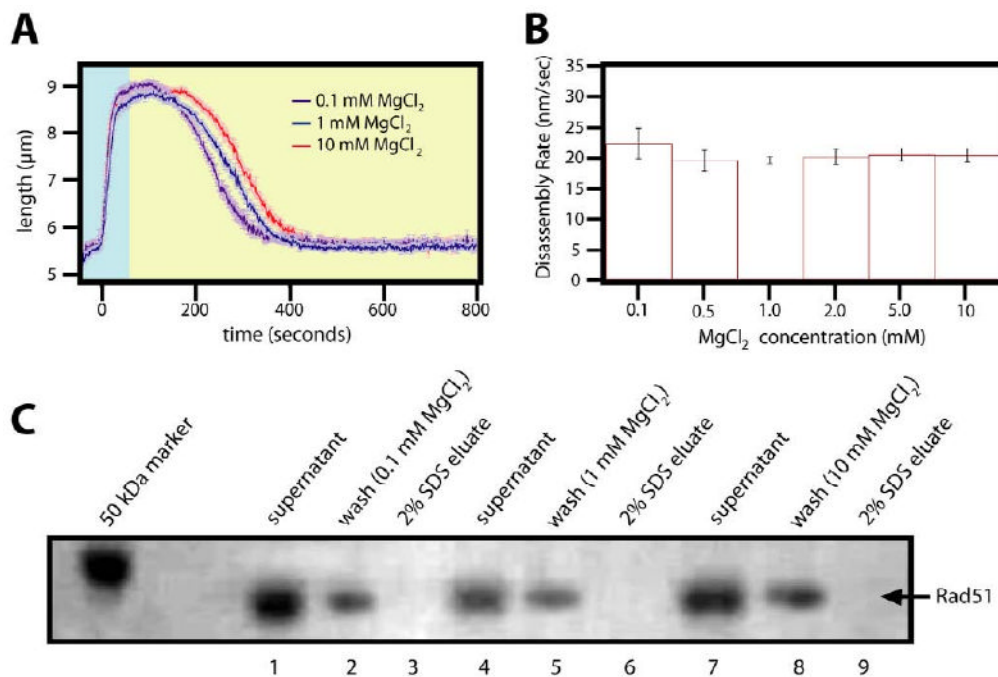 A
length (μm)
9
8
7
6
5
0.1 mM MgCl₂
1 mM MgCl₂
10 mM MgCl₂
0
200
400
600
800
time (seconds)
B
Disassembly Rate (nm/sec)
35
30
25
20
15
10
5
0
0.1
0.5
1.0
2.0
5.0
10
MgCl₂ concentration (mM)
C
50 kDa marker
supernatant
wash (0.1 mM MgCl₂)
2% SDS eluate
supernatant
wash (1 mM MgCl₂)
2% SDS eluate
supernatant
wash (10 mM MgCl₂)
2% SDS eluate
Rad51
1 2 3 4 5 6 7 8 9